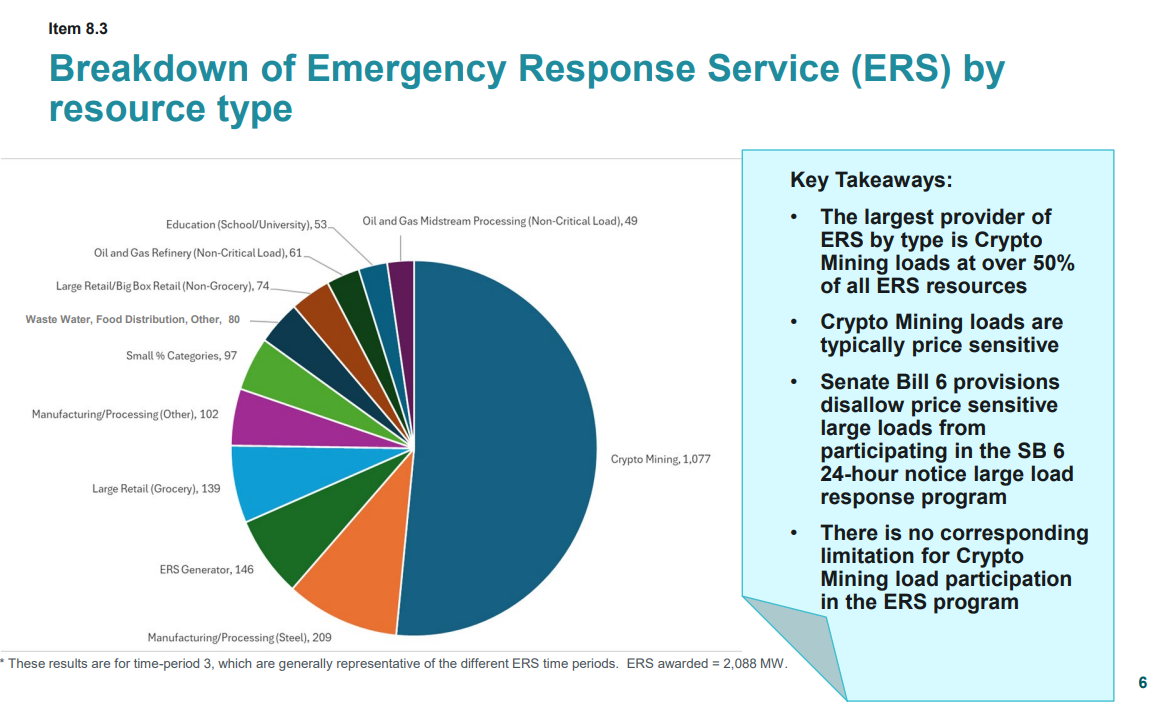 Item 8.3
Breakdown of Emergency Response Service (ERS) by
resource type
Education (School/University), 53
Oil and Gas Midstream Processing (Non-Critical Load), 49
Oil and Gas Refinery (Non-Critical Load), 61
Large Retail/Big Box Retail (Non-Grocery), 74
Waste Water, Food Distribution, Other, 80
Small % Categories, 97
Manufacturing/Processing (Other), 102
Large Retail (Grocery), 139
ERS Generator, 146
Manufacturing/Processing (Steel), 209
Crypto Mining, 1,077
Key Takeaways:
• The largest provider of
ERS by type is Crypto
Mining loads at over 50%
of all ERS resources
• Crypto Mining loads are
typically price sensitive
• Senate Bill 6 provisions
disallow price sensitive
large loads from
participating in the SB 6
24-hour notice large load
response program
• There is no corresponding
limitation for Crypto
Mining load participation
in the ERS program
* These results are for time-period 3, which are generally representative of the different ERS time periods. ERS awarded = 2,088 MW.
6